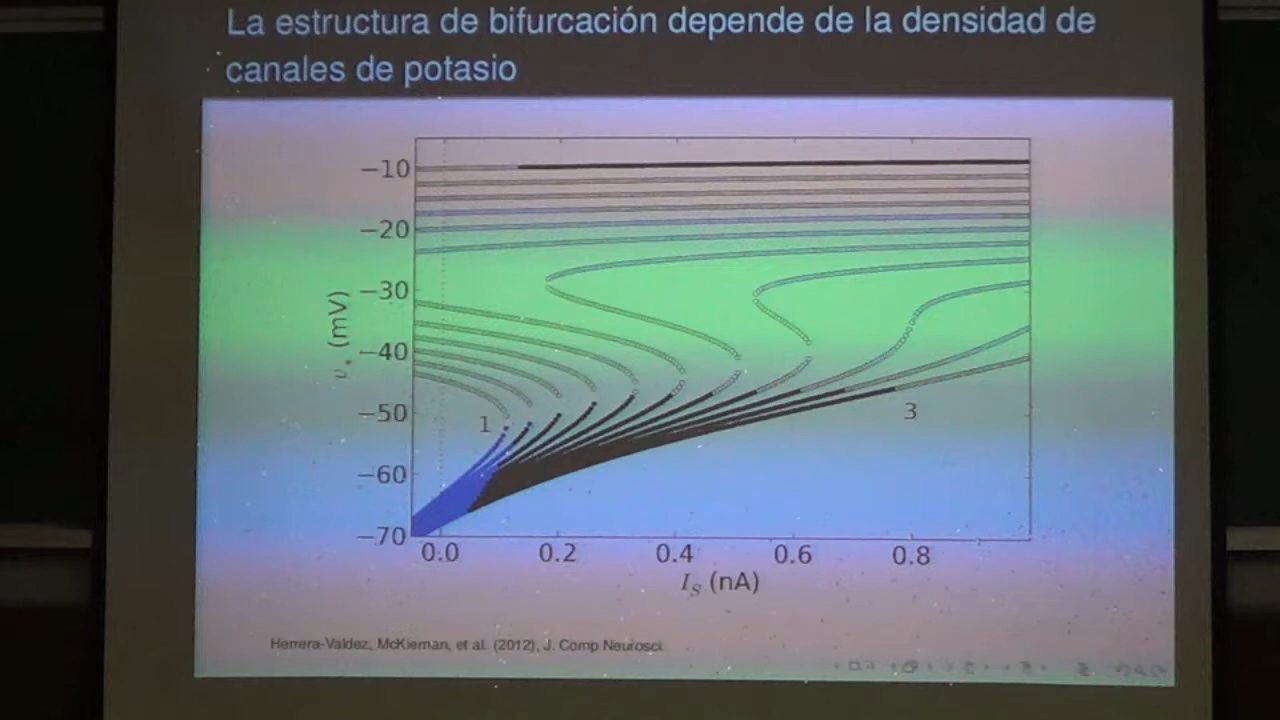 La estructura de bifurcación depende de la densidad de
canales de potasio
−10
−20
−30
−40
−50
−60
−70
v* (mV)
1
3
0.0 0.2 0.4 0.6 0.8
I_S (nA)
Herrera-Valdez, McKiernan, et al. (2012), J. Comp Neurosci.